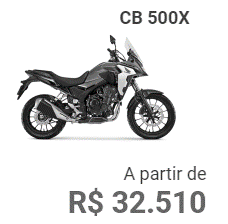 CB 500X
A partir de
R$ 32.510